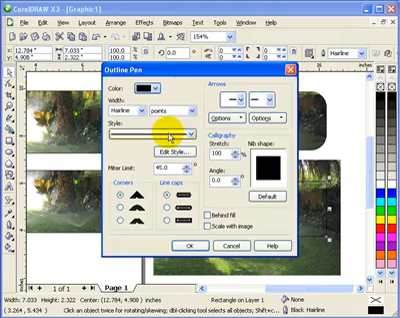 CorelDRAW X3 - [Graphic1]
File Edit View Layout Arrange Effects Bitmaps Text Tools Window Help
154%
x: 12.784 " 7.033 " 100.0 0.0 Hairline
y: 4.908 " 2.322 " 100.0
Outline Pen
Color:
Width:
Hairline points
Style:
Edit Style...
Miter Limit: 45.0 °
Corners Line caps
Arrows
Options Options
Calligraphy
Stretch: Nib shape:
100 %
Angle:
0.0 °
Default
Behind fill
Scale with image
OK Cancel Help
1 of 1 Page 1
Width: 7.033 Height: 2.322 Center: (12.784, 4.908 ) inches Rectangle on Layer 1
( 3.264 , 5.434 ) Click an object twice for rotating/skewing; dbl-clicking tool selects all objects; Shift+c... Black Hairline